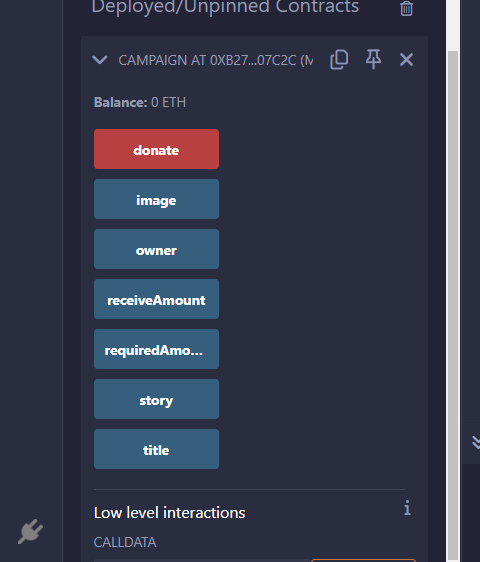 Deployed/Unpinned Contracts
CAMPAIGN AT 0XB27...07C2C (M
Balance: 0 ETH
donate
image
owner
receiveAmount
requiredAmo...
story
title
Low level interactions
i
CALLDATA